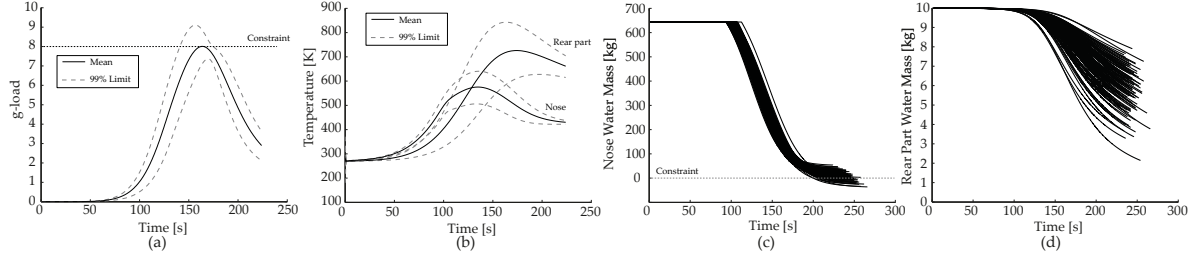 10
9
8
7
6
5
4
3
2
1
0
g-load
Constraint
Mean
99% Limit
0 50 100 150 200 250
Time [s]
(a)
1000
900
800
700
600
500
400
300
200
100
Temperature [K]
Mean
99% Limit
Rear part
Nose
0 50 100 150 200 250
Time [s]
(b)
700
600
500
400
300
200
100
0
-100
Nose Water Mass [kg]
Constraint
0 50 100 150 200 250 300
Time [s]
(c)
10
9
8
7
6
5
4
3
2
1
0
Rear Part Water Mass [kg]
0 50 100 150 200 250 300
Time [s]
(d)